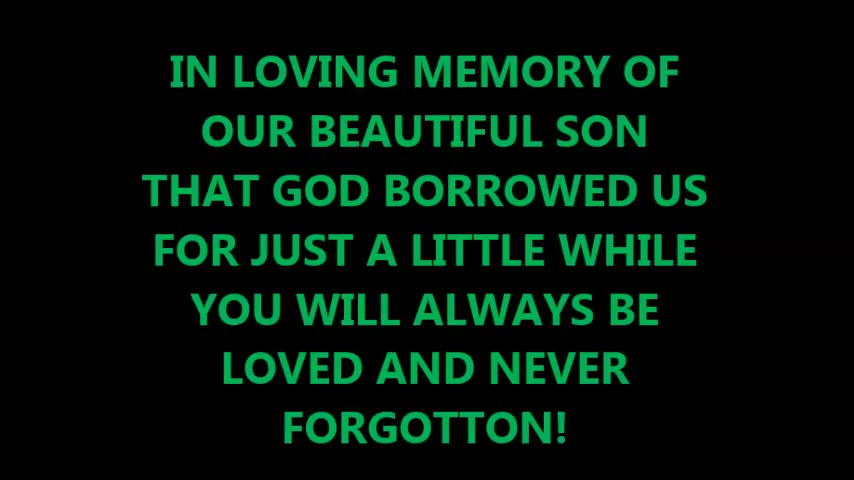 IN LOVING MEMORY OF
OUR BEAUTIFUL SON
THAT GOD BORROWED US
FOR JUST A LITTLE WHILE
YOU WILL ALWAYS BE
LOVED AND NEVER
FORGOTTON!